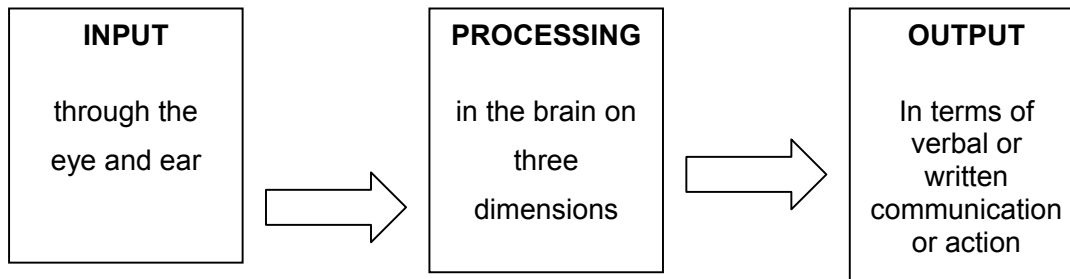 INPUT
through the
eye and ear
PROCESSING
in the brain on
three
dimensions
OUTPUT
In terms of
verbal or
written
communication
or action